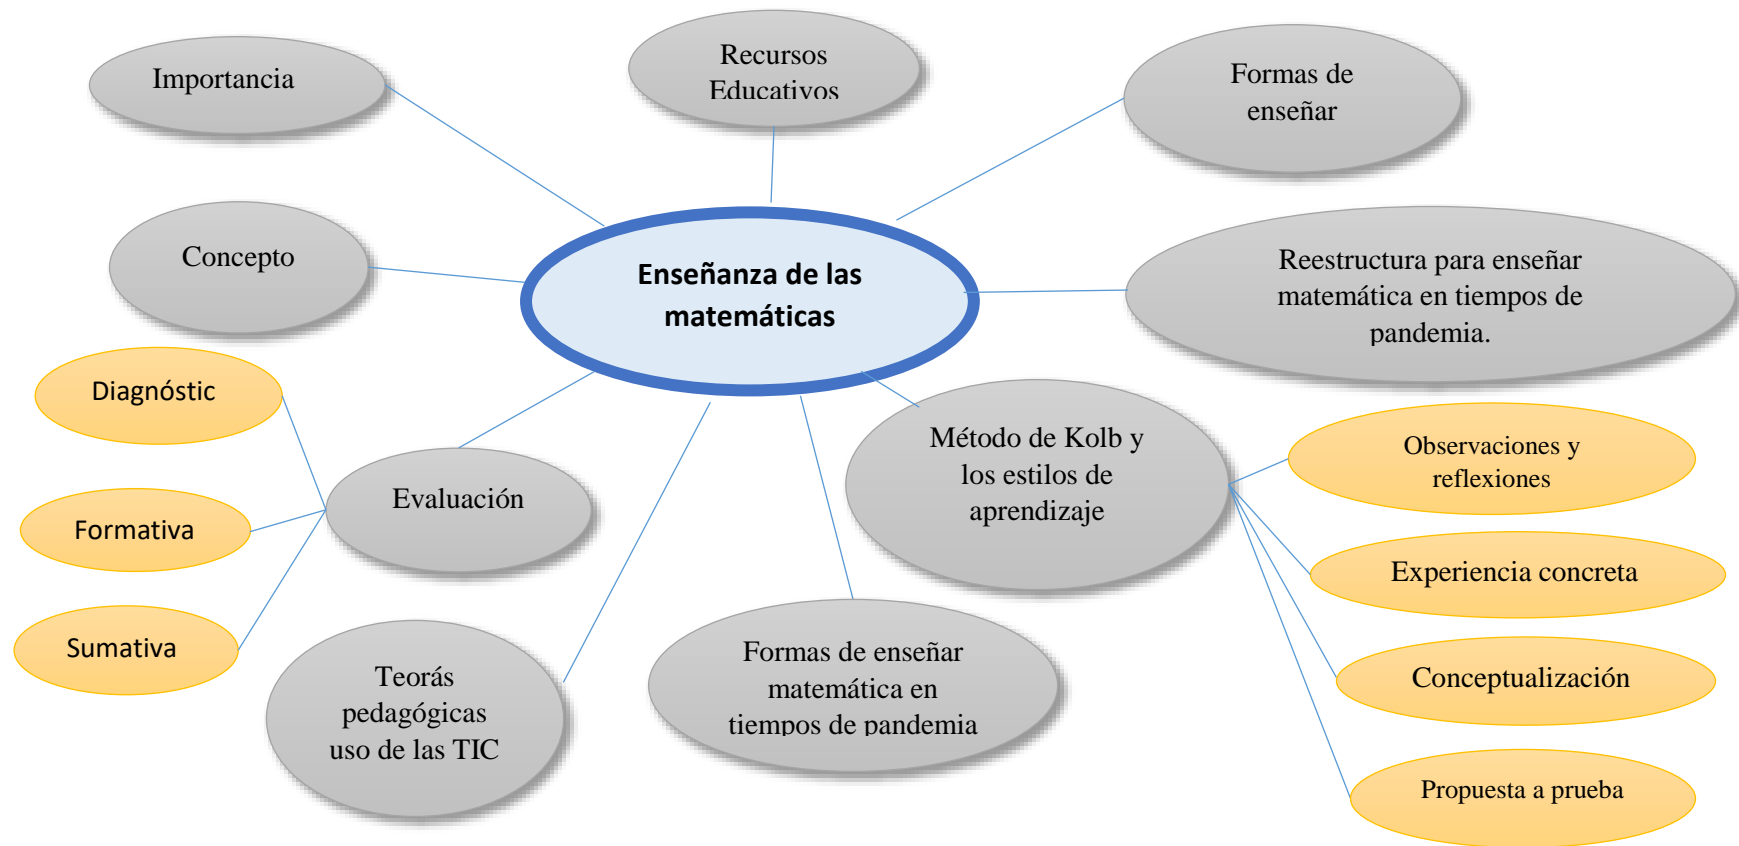 Importancia
Recursos
Educativos
Formas de
enseñar
Concepto
Enseñanza de las
matemáticas
Reestructura para enseñar
matemática en tiempos de
pandemia.
Diagnóstic
Formativa
Sumativa
Evaluación
Método de Kolb y
los estilos de
aprendizaje
Observaciones y
reflexiones
Experiencia concreta
Conceptualización
Propuesta a prueba
Teorás
pedagógicas
uso de las TIC
Formas de enseñar
matemática en
tiempos de pandemia